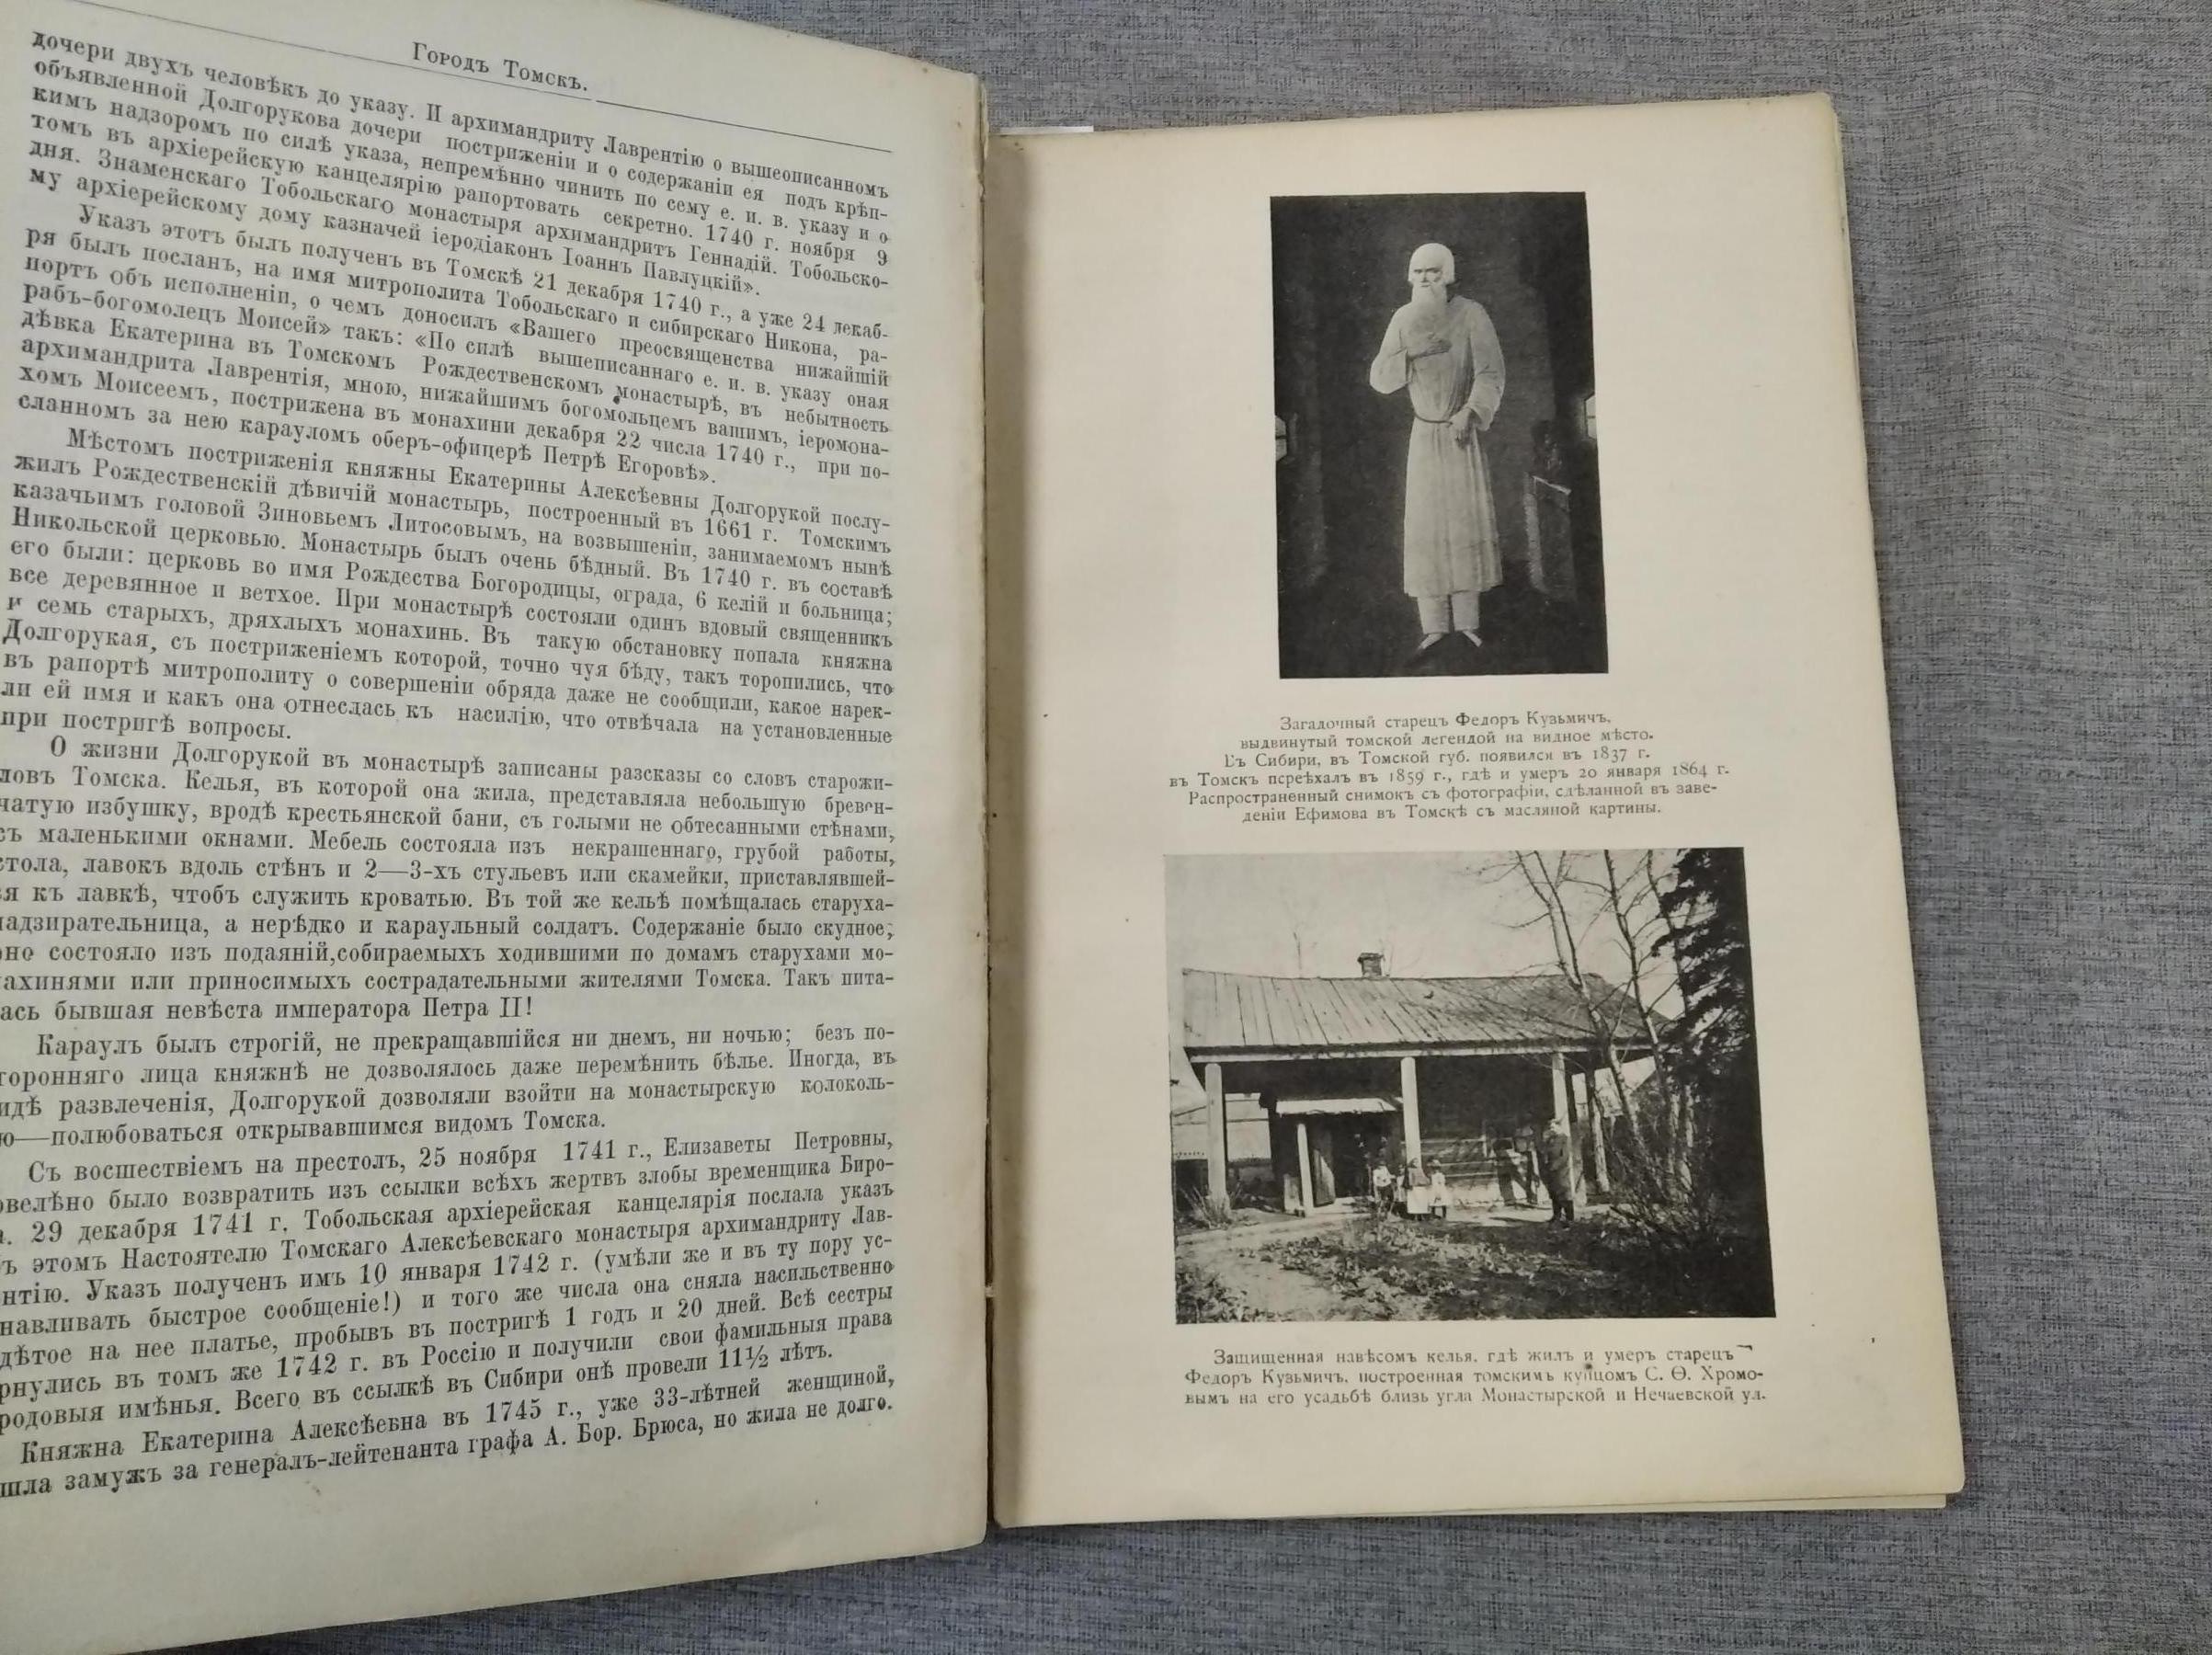 Городъ Томскъ.
дочери двухъ человѣкъ до указу. И архимандриту Лаврентію о вышеописанномъ
объявленной Долгорукова дочери постриженіи и о содержаніи ея подъ крѣп-
кимъ надзоромъ по силѣ указа, непремѣнно чинить по сему е. и. в. указу и о
томъ въ архіерейскую канцелярію рапортовать секретно. 1740 г. ноября 9
дня. Знаменскаго Тобольскаго монастыря архимандритъ Геннадій. Тобольско-
му архіерейскому дому казначей іеродіаконъ Іоаннъ Павлуцкій».
Указъ этотъ былъ полученъ въ Томскѣ 21 декабря 1740 г., а уже 24 декаб-
ря былъ посланъ, на имя митрополита Тобольскаго и сибирскаго Никона, ра-
портъ объ исполненіи, о чемъ доносилъ «Вашего преосвященства нижайшій
рабъ-богомолецъ Моисей» такъ: «По силѣ вышеписаннаго е. и. в. указу оная
дѣвка Екатерина въ Томскомъ Рождественскомъ монастырѣ, въ небытность
архимандрита Лаврентія, мною, нижайшимъ богомольцемъ вашимъ, іеромона-
хомъ Моисеемъ, пострижена въ монахини декабря 22 числа 1740 г., при по-
сланномъ за нею карауломъ оберъ-офицерѣ Петрѣ Егоровѣ».
Мѣстомъ постриженія княжны Екатерины Алексѣевны Долгорукой послу-
жилъ Рождественскій дѣвичій монастырь, построенный въ 1661 г. Томскимъ
казачьимъ головой Зиновьемъ Литосовымъ, на возвышеніи, занимаемомъ нынѣ
Никольской церковью. Монастырь былъ очень бѣдный. Въ 1740 г. въ составѣ
его были: церковь во имя Рождества Богородицы, ограда, 6 келій и больница;
все деревянное и ветхое. При монастырѣ состояли одинъ вдовый священникъ
и семь старыхъ, дряхлыхъ монахинь. Въ такую обстановку попала княжна
Долгорукая, съ постриженіемъ которой, точно чуя бѣду, такъ торопились, что
въ рапортѣ митрополиту о совершеніи обряда даже не сообщили, какое нарек-
ли ей имя и какъ она отнеслась къ насилію, что отвѣчала на установленные
при постригѣ вопросы.
О жизни Долгорукой въ монастырѣ записаны разсказы со словъ старожи-
ловъ Томска. Келья, въ которой она жила, представляла небольшую бревен-
чатую избушку, вродѣ крестьянской бани, съ голыми не обтесанными стѣнами,
съ маленькими окнами. Мебель состояла изъ некрашеннаго, грубой работы,
стола, лавокъ вдоль стѣнъ и 2—3-хъ стульевъ или скамейки, приставлявшей-
я къ лавкѣ, чтобъ служить кроватью. Въ той же кельѣ помѣщалась старуха-
адзирательница, а нерѣдко и караульный солдатъ. Содержаніе было скудное;
но состояло изъ подаяній,собираемыхъ ходившими по домамъ старухами мо-
ахинями или приносимыхъ сострадательными жителями Томска. Такъ пита-
ась бывшая невѣста императора Петра II!
Караулъ былъ строгій, не прекращавшійся ни днемъ, ни ночью; безъ по-
торонняго лица княжнѣ не дозволялось даже перемѣнить бѣлье. Иногда, въ
идѣ развлеченія, Долгорукой дозволяли взойти на монастырскую колоколь-
ю—полюбоваться открывавшимся видомъ Томска.
Съ восшествіемъ на престолъ, 25 ноября 1741 г., Елизаветы Петровны,
овелѣно было возвратить изъ ссылки всѣхъ жертвъ злобы временщика Биро-
. 29 декабря 1741 г. Тобольская архіерейская канцелярія послала указъ
ъ этомъ Настоятелю Томскаго Алексѣевскаго монастыря архимандриту Лав-
нтію. Указъ полученъ имъ 10 января 1742 г. (умѣли же и въ ту пору ус-
навливать быстрое сообщеніе!) и того же числа она сняла насильственно
дѣтое на нее платье, пробывъ въ постригѣ 1 годъ и 20 дней. Всѣ сестры
рнулись въ томъ же 1742 г. въ Россію и получили свои фамильныя права
родовыя имѣнья. Всего въ ссылкѣ въ Сибири онѣ провели 11½ лѣтъ.
Княжна Екатерина Алексѣевна въ 1745 г., уже 33-лѣтней женщиной,
шла замужъ за генералъ-лейтенанта графа А. Бор. Брюса, но жила не долго.
Загадочный старецъ Федоръ Кузьмичъ,
выдвинутый томской легендой на видное мѣсто.
Въ Сибири, въ Томской губ. появился въ 1837 г.
въ Томскъ переѣхалъ въ 1859 г., гдѣ и умеръ 20 января 1864 г.
Распространенный снимокъ съ фотографіи, сдѣланной въ заве-
деніи Ефимова въ Томскѣ съ масляной картины.
Защищенная навѣсомъ келья, гдѣ жилъ и умеръ старецъ
Федоръ Кузьмичъ, построенная томскимъ купцомъ С. Ѳ. Хромо-
вымъ на его усадьбѣ близь угла Монастырской и Нечаевской ул.